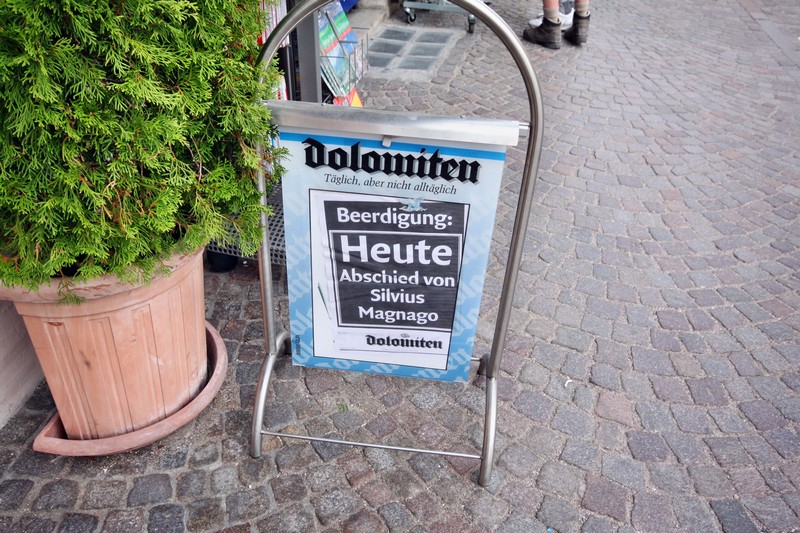 Dolomiten
Täglich, aber nicht alltäglich
Beerdigung:
Heute
Abschied von
Silvius
Magnago
Dolomiten